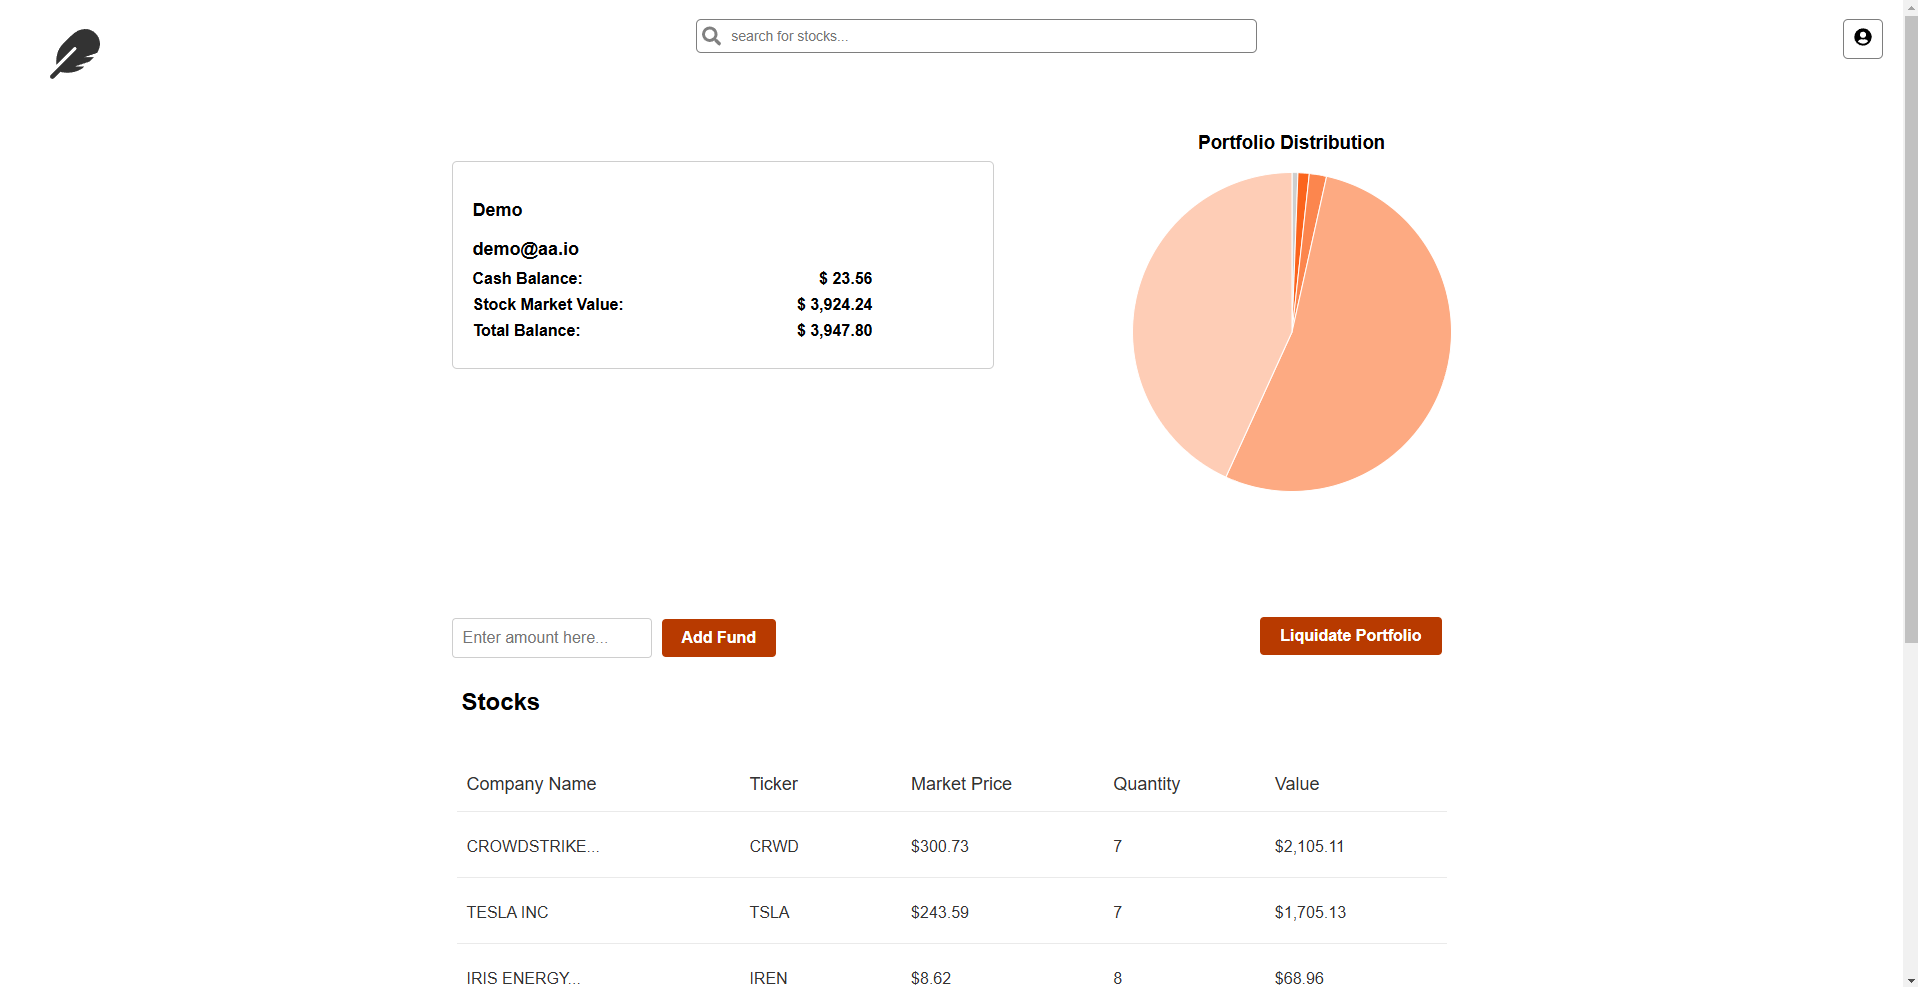 search for stocks...
Portfolio Distribution
Demo
demo@aa.io
Cash Balance: $ 23.56
Stock Market Value: $ 3,924.24
Total Balance: $ 3,947.80
Enter amount here... Add Fund Liquidate Portfolio
Stocks
Company Name Ticker Market Price Quantity Value
CROWDSTRIKE... CRWD $300.73 7 $2,105.11
TESLA INC TSLA $243.59 7 $1,705.13
IRIS ENERGY... IREN $8.62 8 $68.96